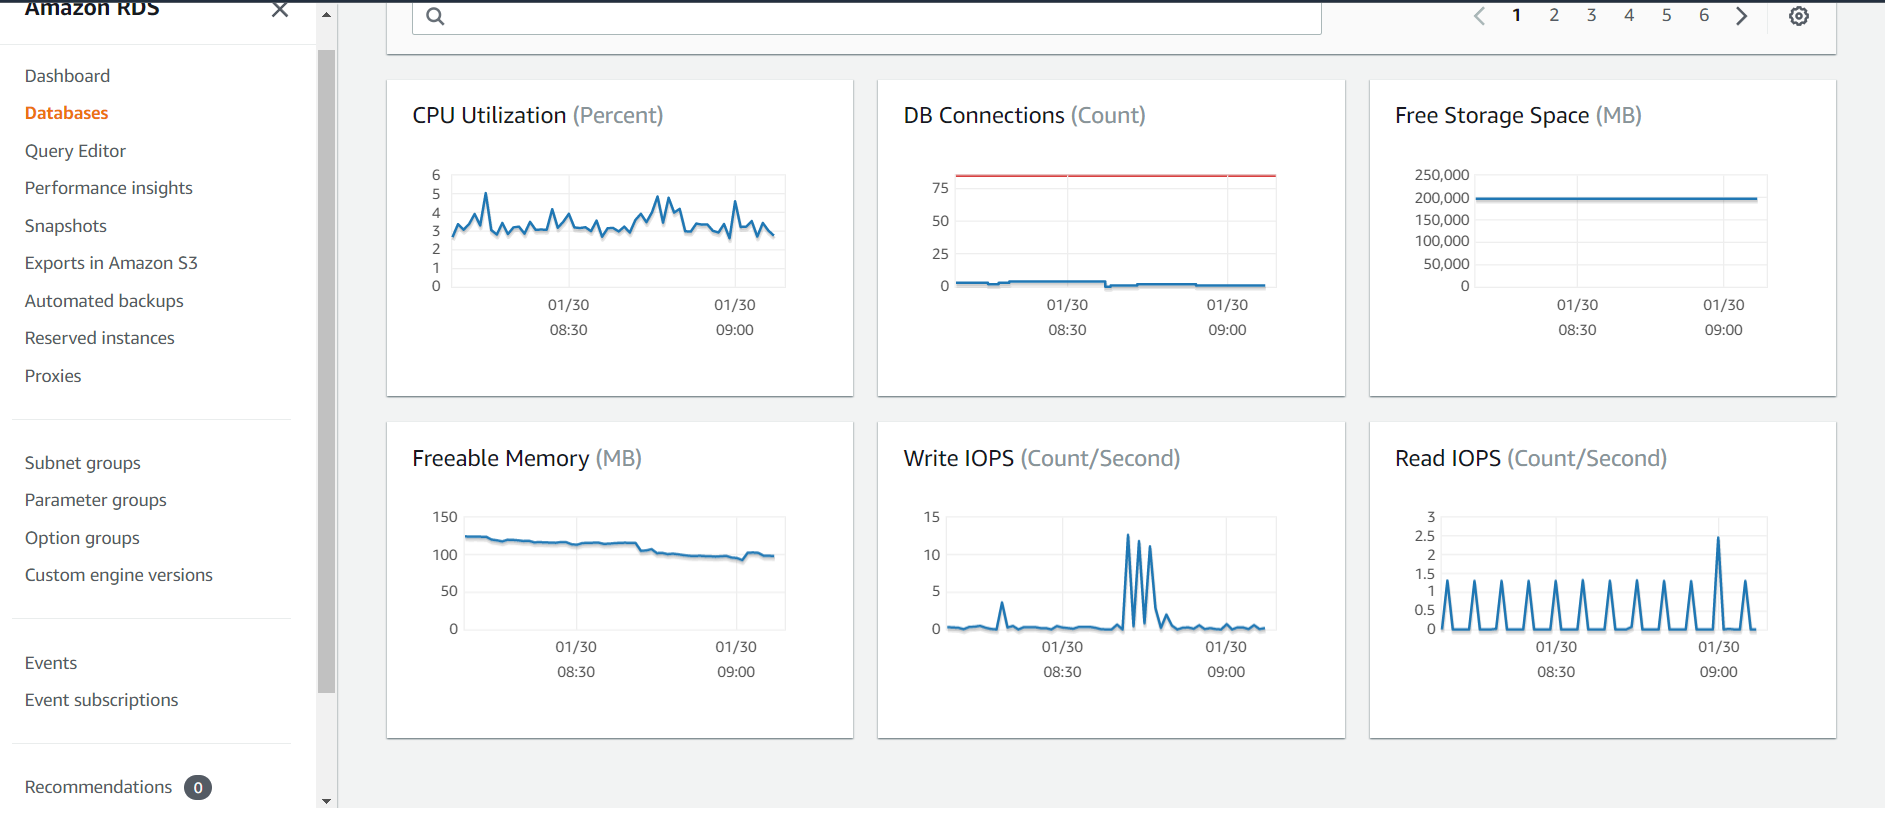 Amazon RDS
Dashboard
Databases
Query Editor
Performance insights
Snapshots
Exports in Amazon S3
Automated backups
Reserved instances
Proxies
Subnet groups
Parameter groups
Option groups
Custom engine versions
Events
Event subscriptions
Recommendations 0
1 2 3 4 5 6
CPU Utilization (Percent)
6
5
4
3
2
1
0
01/30 01/30
08:30 09:00
DB Connections (Count)
75
50
25
0
01/30 01/30
08:30 09:00
Free Storage Space (MB)
250,000
200,000
150,000
100,000
50,000
0
01/30 01/30
08:30 09:00
Freeable Memory (MB)
150
100
50
0
01/30 01/30
08:30 09:00
Write IOPS (Count/Second)
15
10
5
0
01/30 01/30
08:30 09:00
Read IOPS (Count/Second)
3
2.5
2
1.5
1
0.5
0
01/30 01/30
08:30 09:00